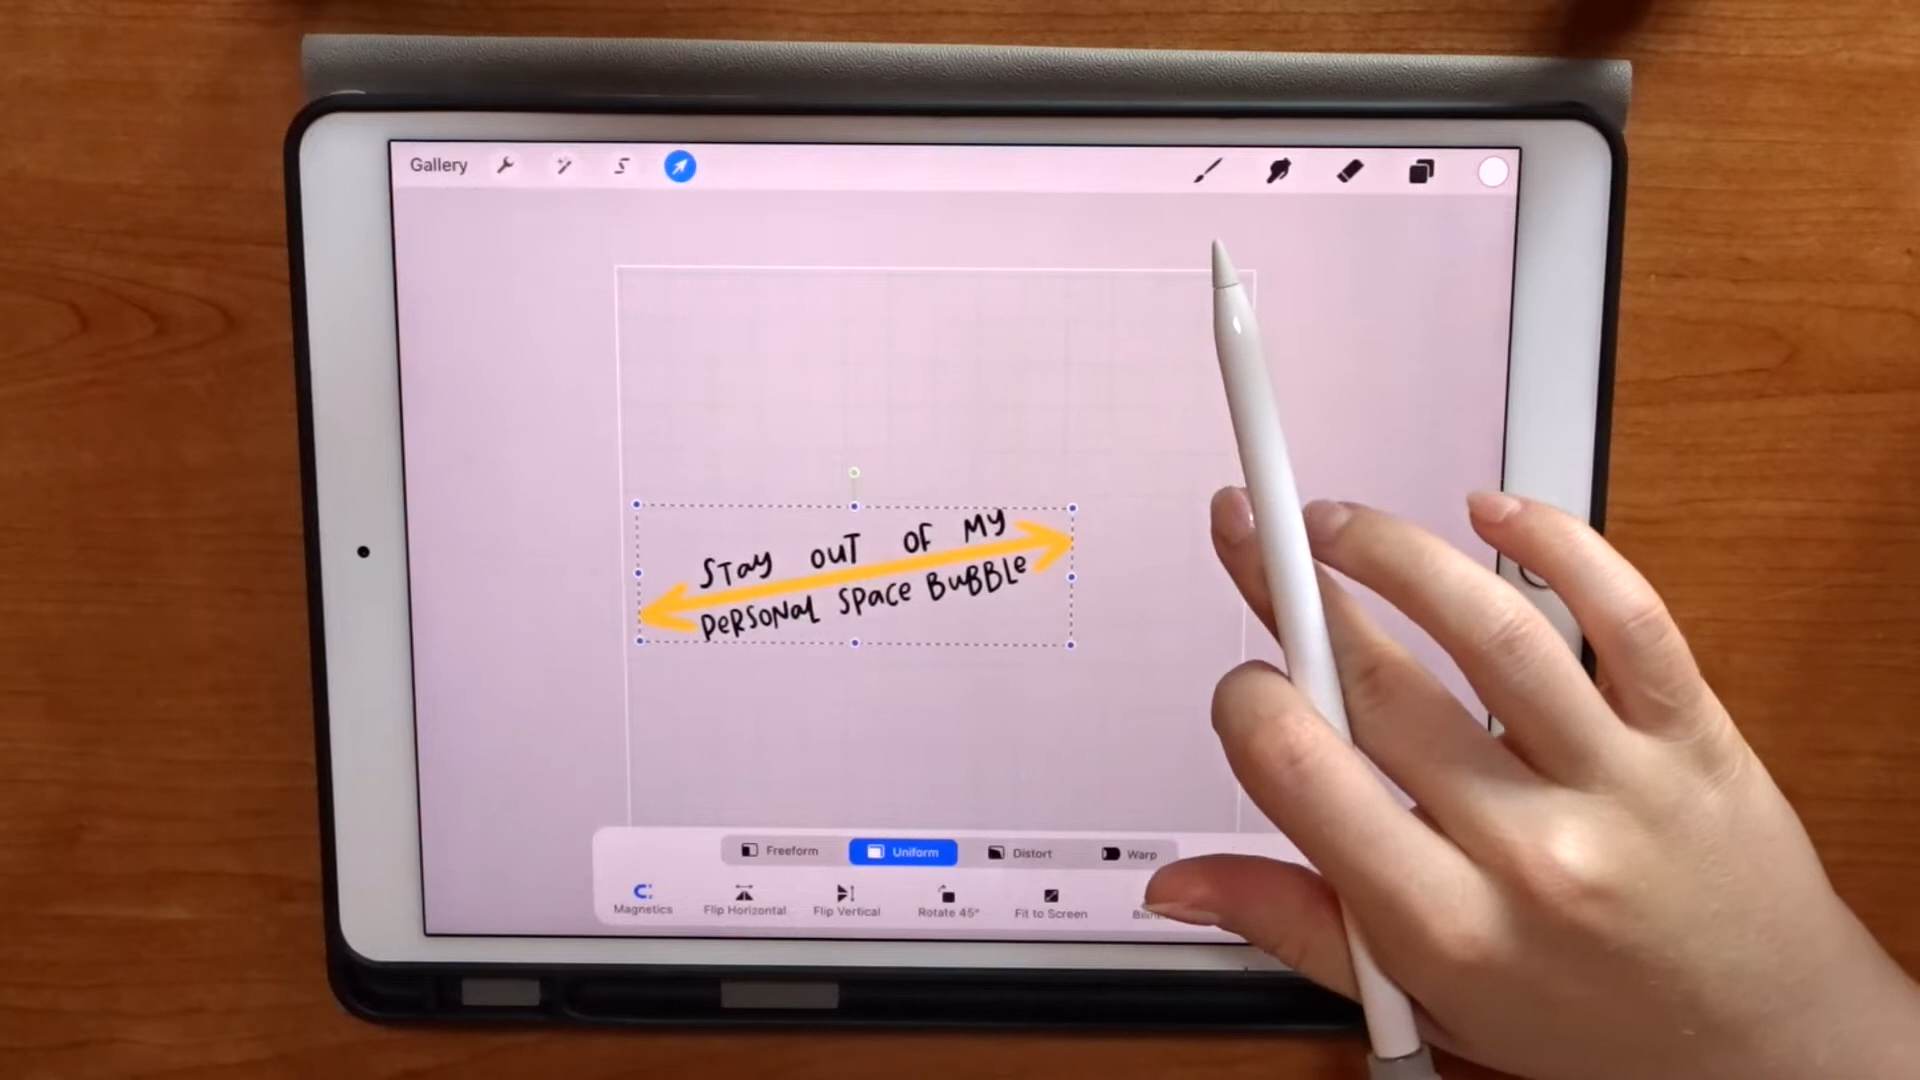 Gallery
STay ouT oF My
PeRSoNaL SPace BuBBLe
Freeform Uniform Distort Warp
Magnetics Flip Horizontal Flip Vertical Rotate 45° Fit to Screen